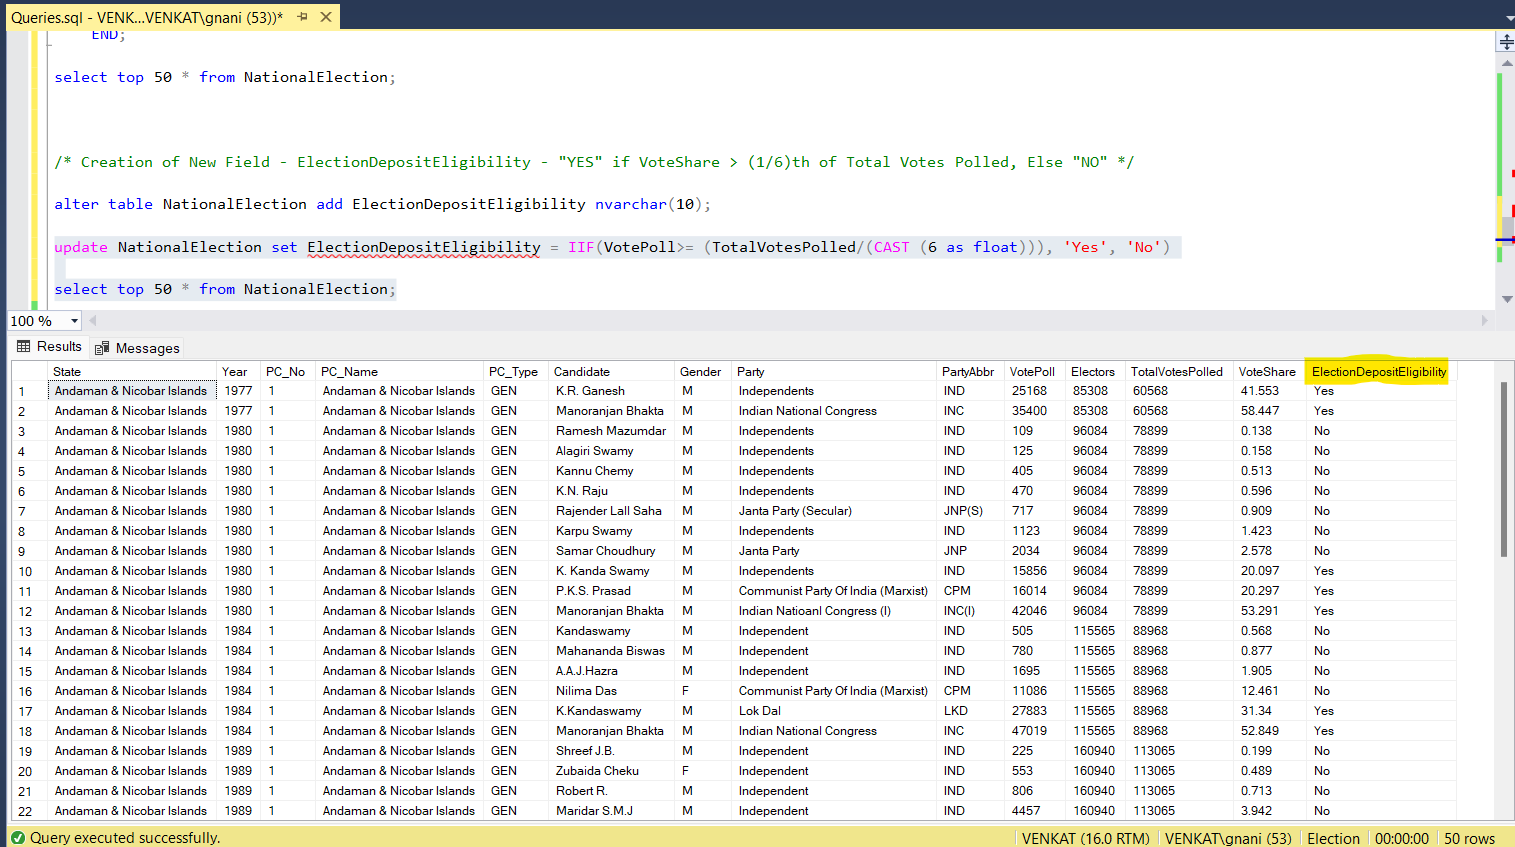 Queries.sql - VENK...VENKAT\gnani (53))*
END;
select top 50 * from NationalElection;
/* Creation of New Field - ElectionDepositEligibility - "YES" if VoteShare > (1/6)th of Total Votes Polled, Else "NO" */
alter table NationalElection add ElectionDepositEligibility nvarchar(10);
update NationalElection set ElectionDepositEligibility = IIF(VotePoll>= (TotalVotesPolled/(CAST (6 as float))), 'Yes', 'No')
select top 50 * from NationalElection;
100 %
Results Messages
State Year PC_No PC_Name PC_Type Candidate Gender Party PartyAbbr VotePoll Electors TotalVotesPolled VoteShare ElectionDepositEligibility
1 Andaman & Nicobar Islands 1977 1 Andaman & Nicobar Islands GEN K.R. Ganesh M Independents IND 25168 85308 60568 41.553 Yes
2 Andaman & Nicobar Islands 1977 1 Andaman & Nicobar Islands GEN Manoranjan Bhakta M Indian National Congress INC 35400 85308 60568 58.447 Yes
3 Andaman & Nicobar Islands 1980 1 Andaman & Nicobar Islands GEN Ramesh Mazumdar M Independents IND 109 96084 78899 0.138 No
4 Andaman & Nicobar Islands 1980 1 Andaman & Nicobar Islands GEN Alagiri Swamy M Independents IND 125 96084 78899 0.158 No
5 Andaman & Nicobar Islands 1980 1 Andaman & Nicobar Islands GEN Kannu Chemy M Independents IND 405 96084 78899 0.513 No
6 Andaman & Nicobar Islands 1980 1 Andaman & Nicobar Islands GEN K.N. Raju M Independents IND 470 96084 78899 0.596 No
7 Andaman & Nicobar Islands 1980 1 Andaman & Nicobar Islands GEN Rajender Lall Saha M Janta Party (Secular) JNP(S) 717 96084 78899 0.909 No
8 Andaman & Nicobar Islands 1980 1 Andaman & Nicobar Islands GEN Karpu Swamy M Independents IND 1123 96084 78899 1.423 No
9 Andaman & Nicobar Islands 1980 1 Andaman & Nicobar Islands GEN Samar Choudhury M Janta Party JNP 2034 96084 78899 2.578 No
10 Andaman & Nicobar Islands 1980 1 Andaman & Nicobar Islands GEN K. Kanda Swamy M Independents IND 15856 96084 78899 20.097 Yes
11 Andaman & Nicobar Islands 1980 1 Andaman & Nicobar Islands GEN P.K.S. Prasad M Communist Party Of India (Marxist) CPM 16014 96084 78899 20.297 Yes
12 Andaman & Nicobar Islands 1980 1 Andaman & Nicobar Islands GEN Manoranjan Bhakta M Indian Natioanl Congress (I) INC(I) 42046 96084 78899 53.291 Yes
13 Andaman & Nicobar Islands 1984 1 Andaman & Nicobar Islands GEN Kandaswamy M Independent IND 505 115565 88968 0.568 No
14 Andaman & Nicobar Islands 1984 1 Andaman & Nicobar Islands GEN Mahananda Biswas M Independent IND 780 115565 88968 0.877 No
15 Andaman & Nicobar Islands 1984 1 Andaman & Nicobar Islands GEN A.A.J.Hazra M Independent IND 1695 115565 88968 1.905 No
16 Andaman & Nicobar Islands 1984 1 Andaman & Nicobar Islands GEN Nilima Das F Communist Party Of India (Marxist) CPM 11086 115565 88968 12.461 No
17 Andaman & Nicobar Islands 1984 1 Andaman & Nicobar Islands GEN K.Kandaswamy M Lok Dal LKD 27883 115565 88968 31.34 Yes
18 Andaman & Nicobar Islands 1984 1 Andaman & Nicobar Islands GEN Manoranjan Bhakta M Indian National Congress INC 47019 115565 88968 52.849 Yes
19 Andaman & Nicobar Islands 1989 1 Andaman & Nicobar Islands GEN Shreef J.B. M Independent IND 225 160940 113065 0.199 No
20 Andaman & Nicobar Islands 1989 1 Andaman & Nicobar Islands GEN Zubaida Cheku F Independent IND 553 160940 113065 0.489 No
21 Andaman & Nicobar Islands 1989 1 Andaman & Nicobar Islands GEN Robert R. M Independent IND 806 160940 113065 0.713 No
22 Andaman & Nicobar Islands 1989 1 Andaman & Nicobar Islands GEN Maridar S.M.J M Independent IND 4457 160940 113065 3.942 No
Query executed successfully. VENKAT (16.0 RTM) VENKAT\gnani (53) Election 00:00:00 50 rows